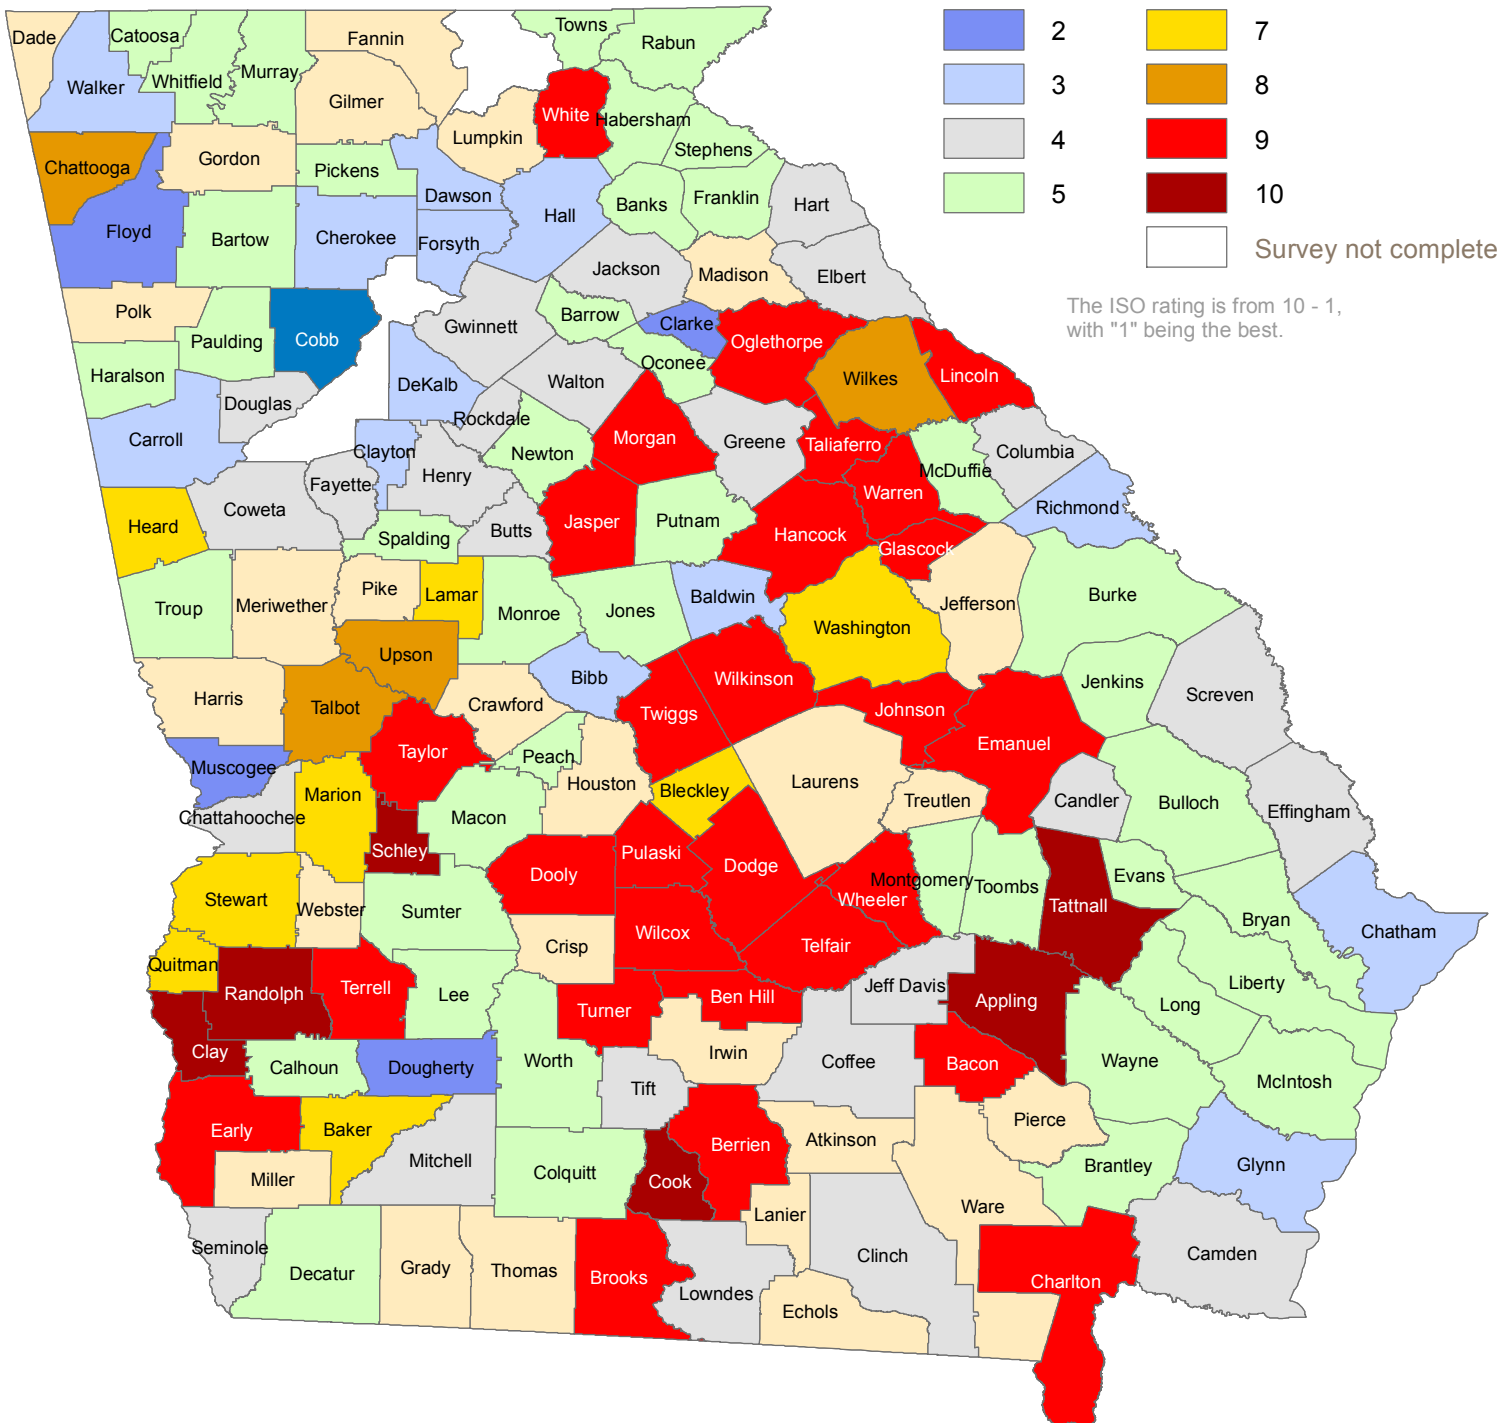 2
7
3
8
4
9
5
10
Survey not complete
The ISO rating is from 10 - 1,
with "1" being the best.
Dade
Walker
Catoosa
Whitfield
Murray
Fannin
Gilmer
Towns
Rabun
White
Habersham
Lumpkin
Stephens
Chattooga
Gordon
Pickens
Dawson
Hall
Banks
Franklin
Hart
Floyd
Bartow
Cherokee
Forsyth
Jackson
Madison
Elbert
Polk
Paulding
Cobb
Gwinnett
Barrow
Clarke
Oglethorpe
Oconee
Wilkes
Lincoln
Haralson
Douglas
DeKalb
Walton
Rockdale
Carroll
Clayton
Henry
Newton
Morgan
Greene
Taliaferro
McDuffie
Columbia
Fayette
Coweta
Heard
Spalding
Butts
Jasper
Putnam
Hancock
Warren
Glascock
Richmond
Troup
Meriwether
Pike
Lamar
Monroe
Jones
Baldwin
Washington
Jefferson
Burke
Upson
Harris
Talbot
Crawford
Bibb
Twiggs
Wilkinson
Johnson
Jenkins
Screven
Emanuel
Muscogee
Chattahoochee
Marion
Taylor
Peach
Houston
Macon
Bleckley
Laurens
Treutlen
Candler
Bulloch
Effingham
Schley
Dooly
Pulaski
Dodge
Wheeler
Montgomery
Toombs
Tattnall
Evans
Bryan
Chatham
Stewart
Webster
Sumter
Crisp
Wilcox
Telfair
Quitman
Randolph
Terrell
Lee
Turner
Ben Hill
Jeff Davis
Appling
Long
Liberty
Clay
Calhoun
Dougherty
Worth
Tift
Irwin
Coffee
Bacon
Wayne
McIntosh
Early
Baker
Mitchell
Miller
Colquitt
Cook
Berrien
Atkinson
Pierce
Brantley
Glynn
Ware
Lanier
Clinch
Seminole
Decatur
Grady
Thomas
Brooks
Lowndes
Echols
Charlton
Camden